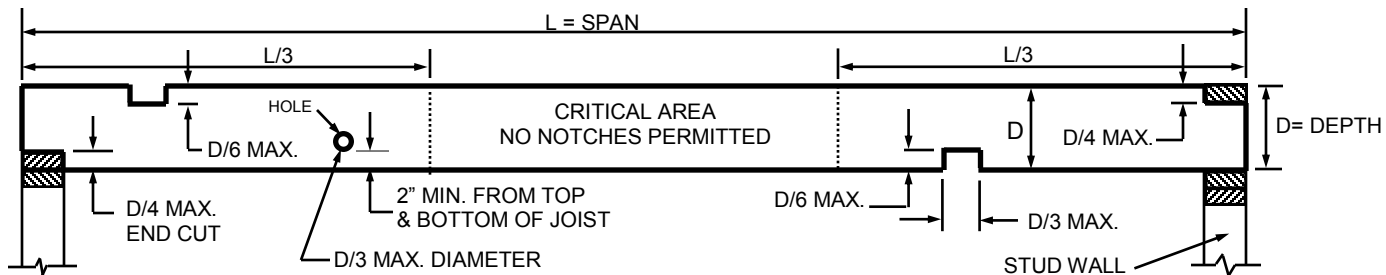 L = SPAN
L/3
L/3
HOLE
CRITICAL AREA
NO NOTCHES PERMITTED
D
D/4 MAX.
D= DEPTH
D/6 MAX.
D/4 MAX.
END CUT
2” MIN. FROM TOP
& BOTTOM OF JOIST
D/6 MAX.
D/3 MAX.
D/3 MAX. DIAMETER
STUD WALL